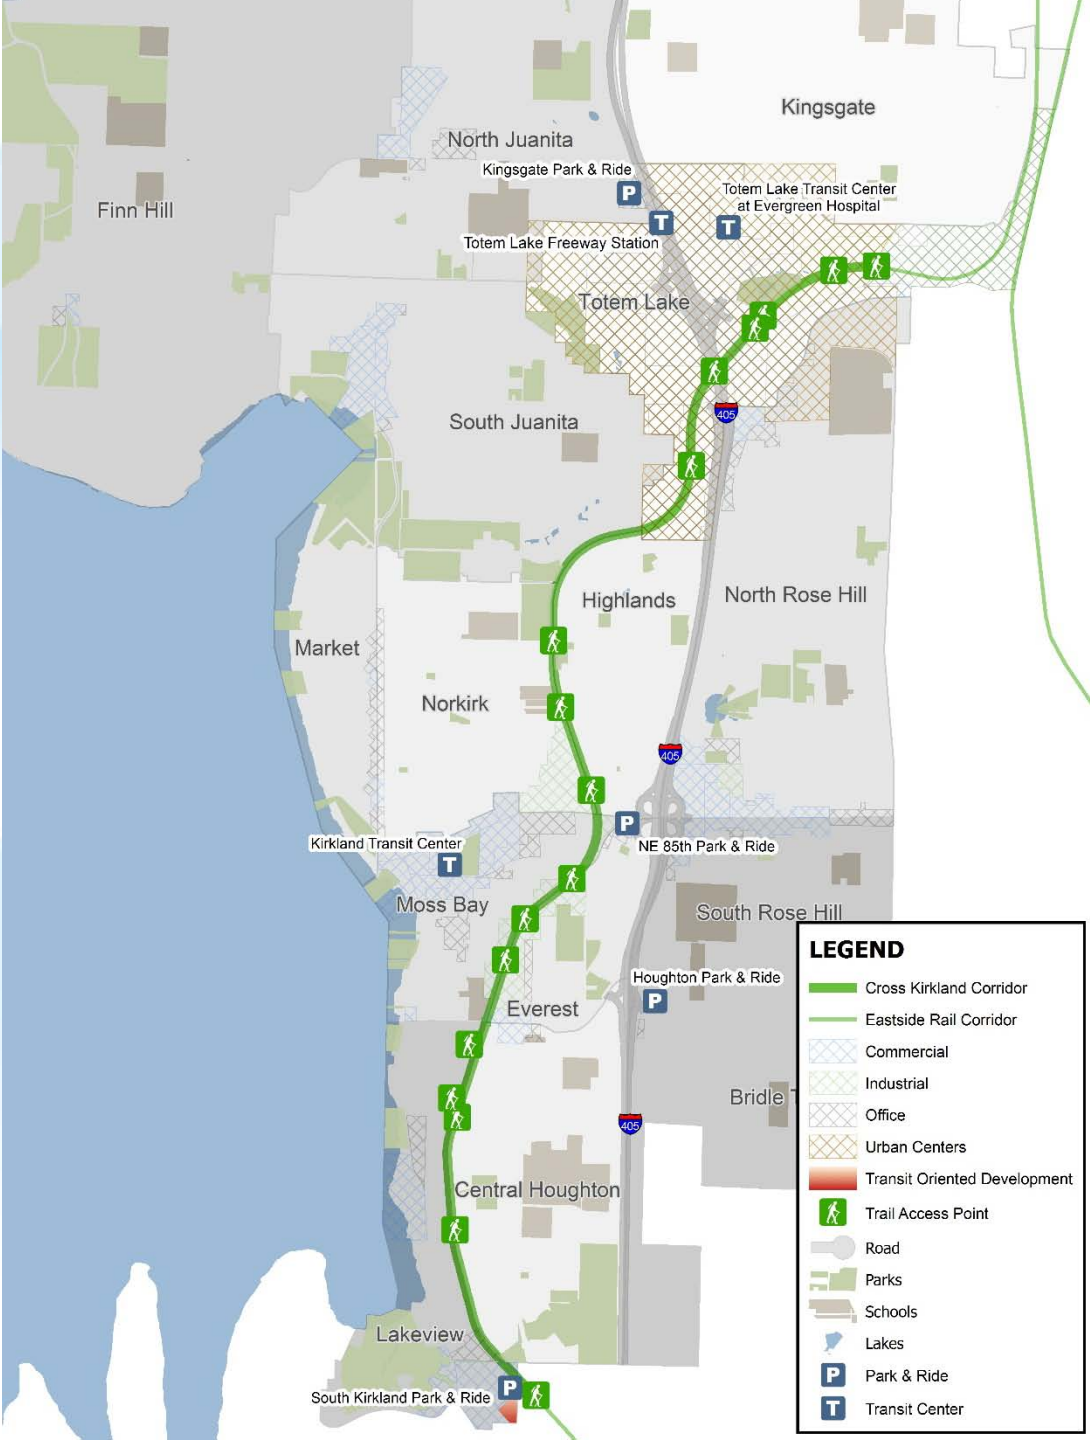 Kingsgate
North Juanita
Kingsgate Park & Ride
Totem Lake Transit Center
at Evergreen Hospital
Finn Hill
Totem Lake Freeway Station
Totem Lake
405
South Juanita
North Rose Hill
Highlands
Market
Norkirk
405
Kirkland Transit Center
NE 85th Park & Ride
Moss Bay
South Rose Hill
Houghton Park & Ride
Everest
Bridle T
405
Central Houghton
Lakeview
South Kirkland Park & Ride
LEGEND
Cross Kirkland Corridor
Eastside Rail Corridor
Commercial
Industrial
Office
Urban Centers
Transit Oriented Development
Trail Access Point
Road
Parks
Schools
Lakes
P Park & Ride
T Transit Center